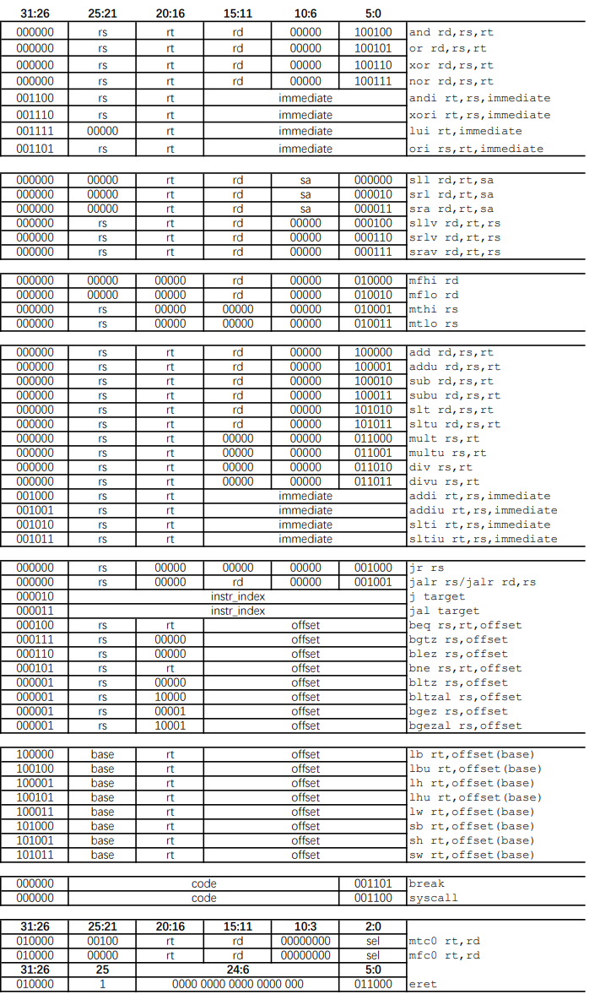 31:26 25:21 20:16 15:11 10:6 5:0
000000 rs rt rd 00000 100100 and rd,rs,rt
000000 rs rt rd 00000 100101 or rd,rs,rt
000000 rs rt rd 00000 100110 xor rd,rs,rt
000000 rs rt rd 00000 100111 nor rd,rs,rt
001100 rs rt immediate andi rt,rs,immediate
001110 rs rt immediate xori rt,rs,immediate
001111 00000 rt immediate lui rt,immediate
001101 rs rt immediate ori rs,rt,immediate
000000 00000 rt rd sa 000000 sll rd,rt,sa
000000 00000 rt rd sa 000010 srl rd,rt,sa
000000 00000 rt rd sa 000011 sra rd,rt,sa
000000 rs rt rd 00000 000100 sllv rd,rt,rs
000000 rs rt rd 00000 000110 srlv rd,rt,rs
000000 rs rt rd 00000 000111 srav rd,rt,rs
000000 00000 00000 rd 00000 010000 mfhi rd
000000 00000 00000 rd 00000 010010 mflo rd
000000 rs 00000 00000 00000 010001 mthi rs
000000 rs 00000 00000 00000 010011 mtlo rs
000000 rs rt rd 00000 100000 add rd,rs,rt
000000 rs rt rd 00000 100001 addu rd,rs,rt
000000 rs rt rd 00000 100010 sub rd,rs,rt
000000 rs rt rd 00000 100011 subu rd,rs,rt
000000 rs rt rd 00000 101010 slt rd,rs,rt
000000 rs rt rd 00000 101011 sltu rd,rs,rt
000000 rs rt 00000 00000 011000 mult rs,rt
000000 rs rt 00000 00000 011001 multu rs,rt
000000 rs rt 00000 00000 011010 div rs,rt
000000 rs rt 00000 00000 011011 divu rs,rt
001000 rs rt immediate addi rt,rs,immediate
001001 rs rt immediate addiu rt,rs,immediate
001010 rs rt immediate slti rt,rs,immediate
001011 rs rt immediate sltiu rt,rs,immediate
000000 rs 00000 00000 00000 001000 jr rs
000000 rs 00000 rd 00000 001001 jalr rs/jalr rd,rs
000010 instr_index j target
000011 instr_index jal target
000100 rs rt offset beq rs,rt,offset
000111 rs 00000 offset bgtz rs,offset
000110 rs 00000 offset blez rs,offset
000101 rs rt offset bne rs,rt,offset
000001 rs 00000 offset bltz rs,offset
000001 rs 10000 offset bltzal rs,offset
000001 rs 00001 offset bgez rs,offset
000001 rs 10001 offset bgezal rs,offset
100000 base rt offset lb rt,offset(base)
100100 base rt offset lbu rt,offset(base)
100001 base rt offset lh rt,offset(base)
100101 base rt offset lhu rt,offset(base)
100011 base rt offset lw rt,offset(base)
101000 base rt offset sb rt,offset(base)
101001 base rt offset sh rt,offset(base)
101011 base rt offset sw rt,offset(base)
000000 code 001101 break
000000 code 001100 syscall
31:26 25:21 20:16 15:11 10:3 2:0
010000 00100 rt rd 00000000 sel mtc0 rt,rd
010000 00000 rt rd 00000000 sel mfc0 rt,rd
31:26 25 24:6 5:0
010000 1 0000 0000 0000 0000 000 011000 eret